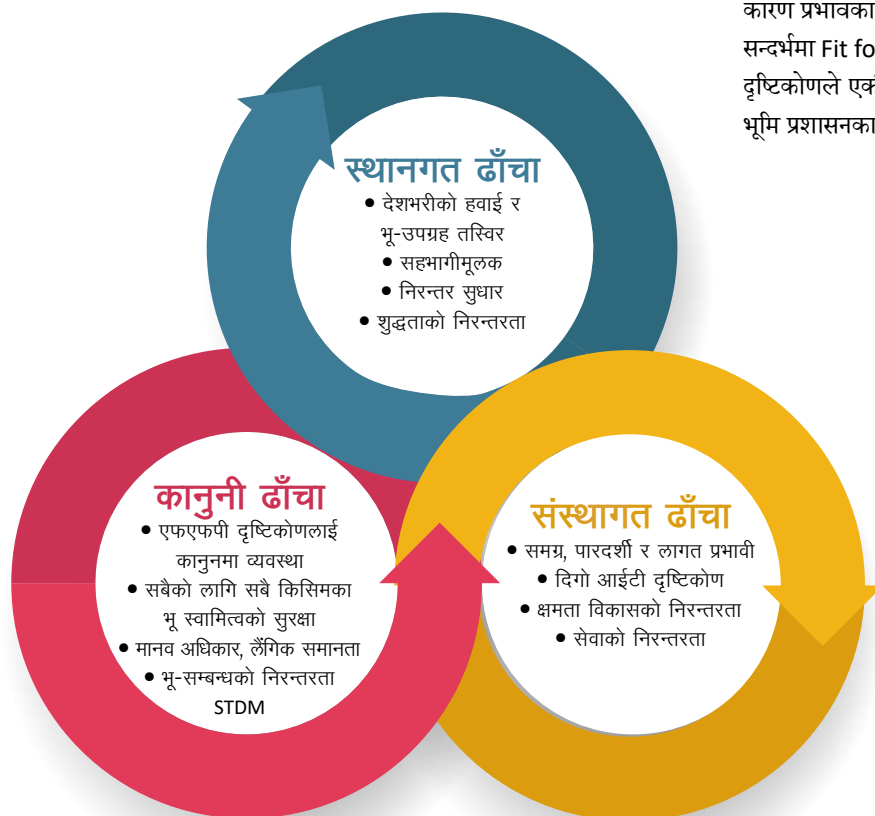 कारण प्रभावका
सन्दर्भमा Fit fo
दृष्टिकोणले एकी
भूमि प्रशासनका
स्थानगत ढाँचा
• देशभरीको हवाई र
भू-उपग्रह तस्विर
• सहभागीमूलक
• निरन्तर सुधार
• शुद्धताको निरन्तरता
कानुनी ढाँचा
• एफएफपी दृष्टिकोणलाई
कानुनमा व्यवस्था
• सबैको लागि सबै किसिमका
भू स्वामित्वको सुरक्षा
• मानव अधिकार, लैंगिक समानता
• भू-सम्बन्धको निरन्तरता
STDM
संस्थागत ढाँचा
• समग्र, पारदर्शी र लागत प्रभावी
• दिगो आईटी दृष्टिकोण
• क्षमता विकासको निरन्तरता
• सेवाको निरन्तरता